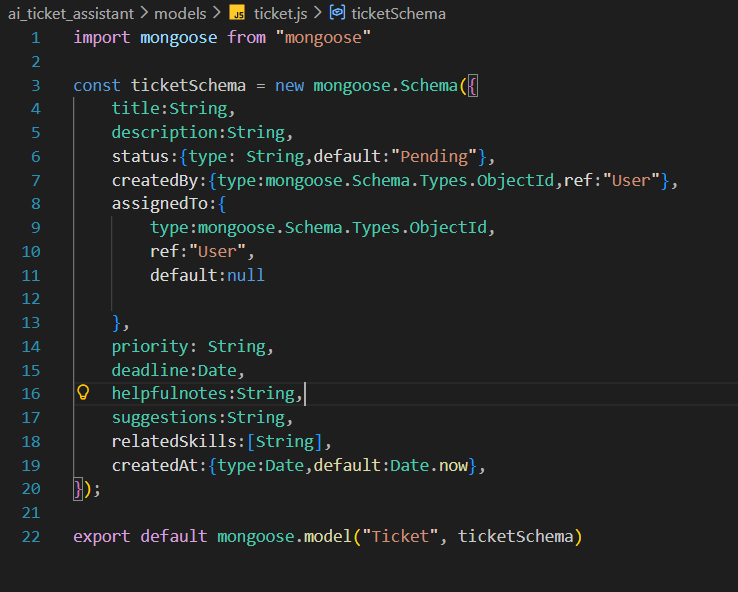 ai_ticket_assistant > models > JS ticket.js > ticketSchema
1 import mongoose from "mongoose"
2
3 const ticketSchema = new mongoose.Schema({
4 title:String,
5 description:String,
6 status:{type: String,default:"Pending"},
7 createdBy:{type:mongoose.Schema.Types.ObjectId,ref:"User"},
8 assignedTo:{
9 type:mongoose.Schema.Types.ObjectId,
10 ref:"User",
11 default:null
12
13 },
14 priority: String,
15 deadline:Date,
16 helpfulnotes:String,
17 suggestions:String,
18 relatedSkills:[String],
19 createdAt:{type:Date,default:Date.now},
20 });
21
22 export default mongoose.model("Ticket", ticketSchema)